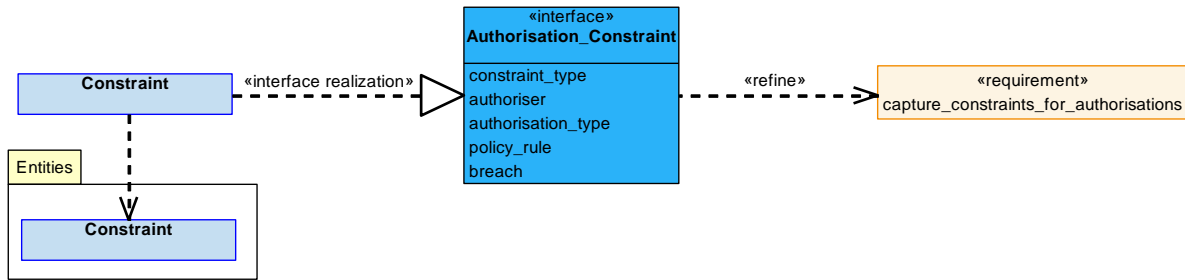 «interface»
Authorisation_Constraint
constraint_type
authoriser
authorisation_type
policy_rule
breach
Constraint
«interface realization»
«refine»
«requirement»
capture_constraints_for_authorisations
Entities
Constraint